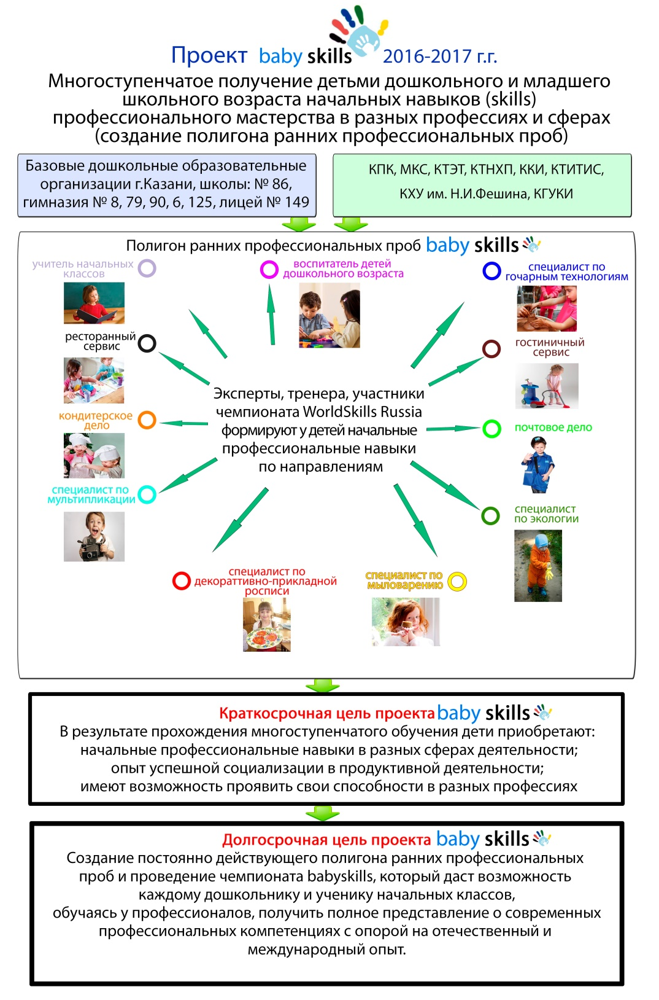 Проект baby skills 2016-2017 г.г.
Многоступенчатое получение детьми дошкольного и младшего
школьного возраста начальных навыков (skills)
профессионального мастерства в разных профессиях и сферах
(создание полигона ранних профессиональных проб)
Базовые дошкольные образовательные
организации г.Казани, школы: № 86,
гимназия № 8, 79, 90, 6, 125, лицей № 149
КПК, МКС, КТЭТ, КТНХП, ККИ, КТИТИС,
КХУ им. Н.И.Фешина, КГУКИ
Полигон ранних профессиональных проб baby skills
учитель начальных
классов
воспитатель детей
дошкольного возраста
специалист по
гочарным технологиям
ресторанный
сервис
гостиничный
сервис
Эксперты, тренера, участники
чемпионата WorldSkills Russia
формируют у детей начальные
профессиональные навыки
по направлениям
кондитерское
дело
почтовое дело
специалист по
мультипликации
специалист
по экологии
специалист по
декораттивно-прикладной
росписи
специалист по
мыловарению
Краткосрочная цель проекта baby skills
В результате прохождения многоступенчатого обучения дети приобретают:
начальные профессиональные навыки в разных сферах деятельности;
опыт успешной социализации в продуктивной деятельности;
имеют возможность проявить свои способности в разных профессиях
Долгосрочная цель проекта baby skills
Создание постоянно действующего полигона ранних профессиональных
проб и проведение чемпионата babyskills, который даст возможность
каждому дошкольнику и ученику начальных классов,
обучаясь у профессионалов, получить полное представление о современных
профессиональных компетенциях с опорой на отечественный и
международный опыт.